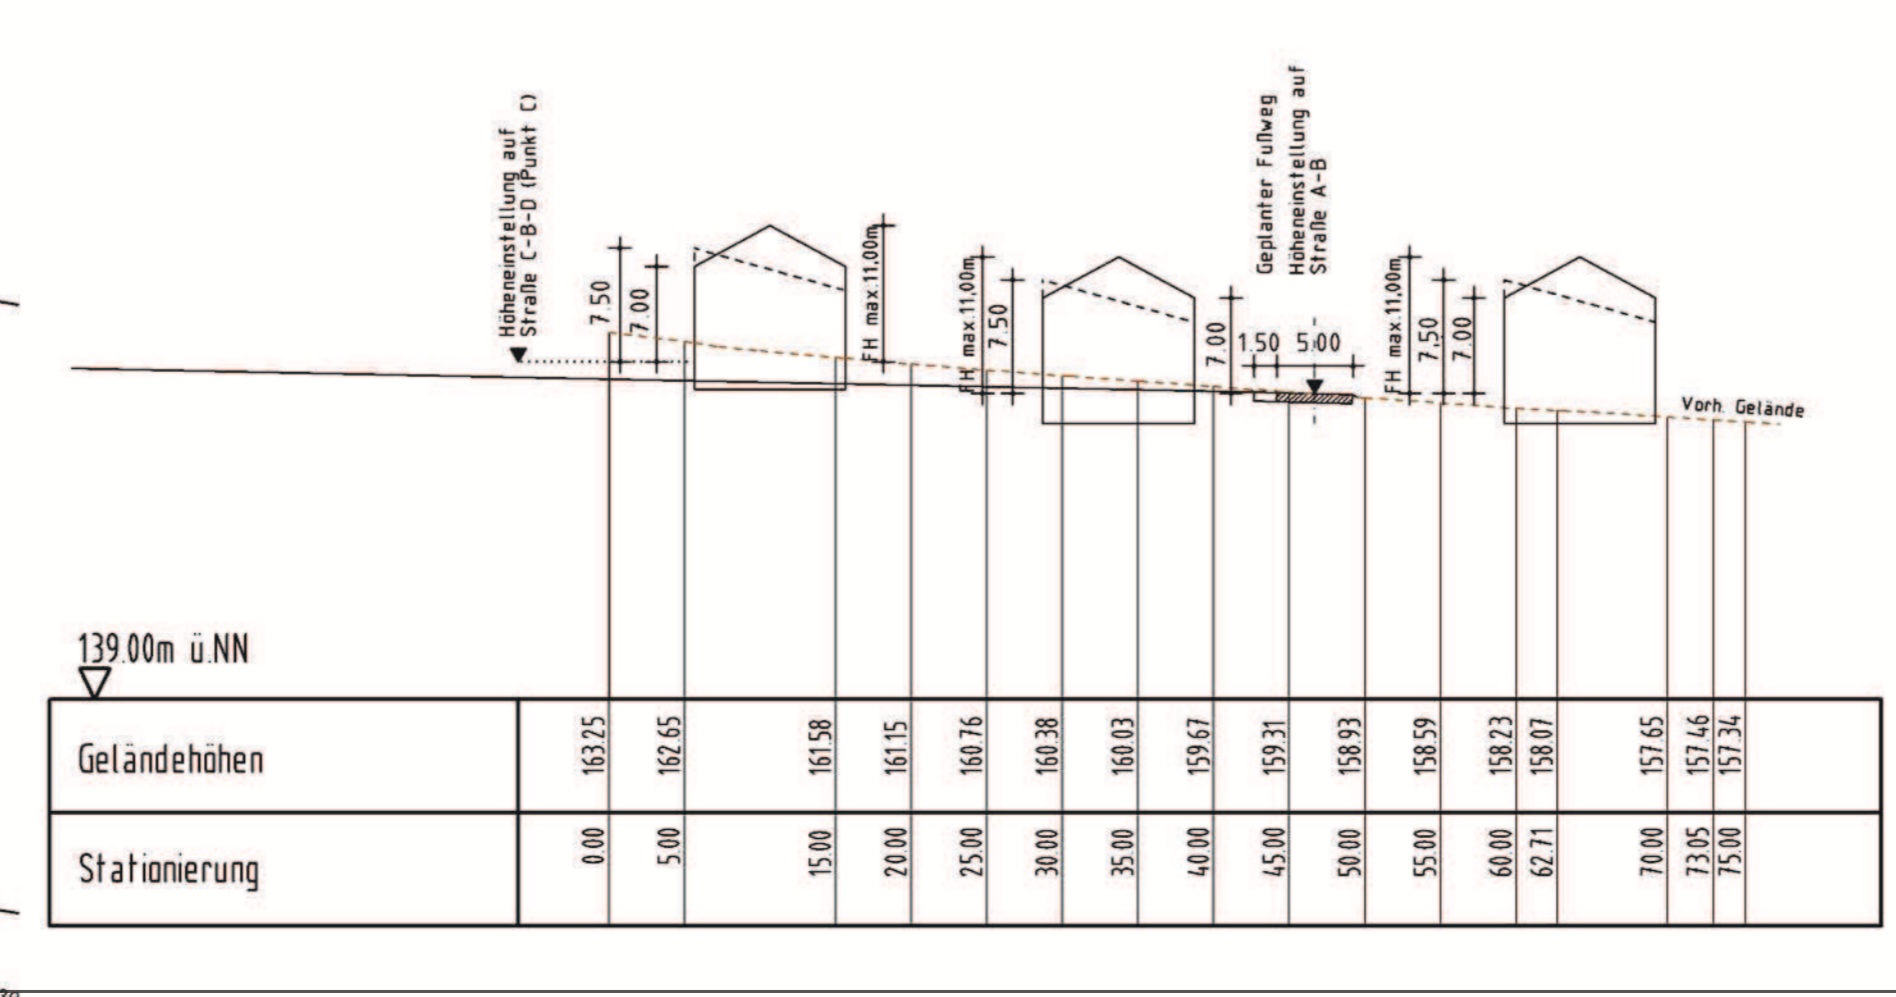 Höheneinstellung auf
Straße C-B-D (Punkt C)
7.50
7.00
FH max.11,00m
FH max.11,00m
7.50
7.00
Geplanter Fußweg
Höheneinstellung auf
Straße A-B
1.50
5.00
FH max.11,00m
7,50
7.00
Vorh. Gelände
139.00m ü.NN
Geländehöhen 163.25 162.65 161.58 161.15 160.76 160.38 160.03 159.67 159.31 158.93 158.59 158.23 158.07 157.65 157.46 157.34
Stationierung 0.00 5.00 15.00 20.00 25.00 30.00 35.00 40.00 45.00 50.00 55.00 60.00 62.71 70.00 73.05 75.00